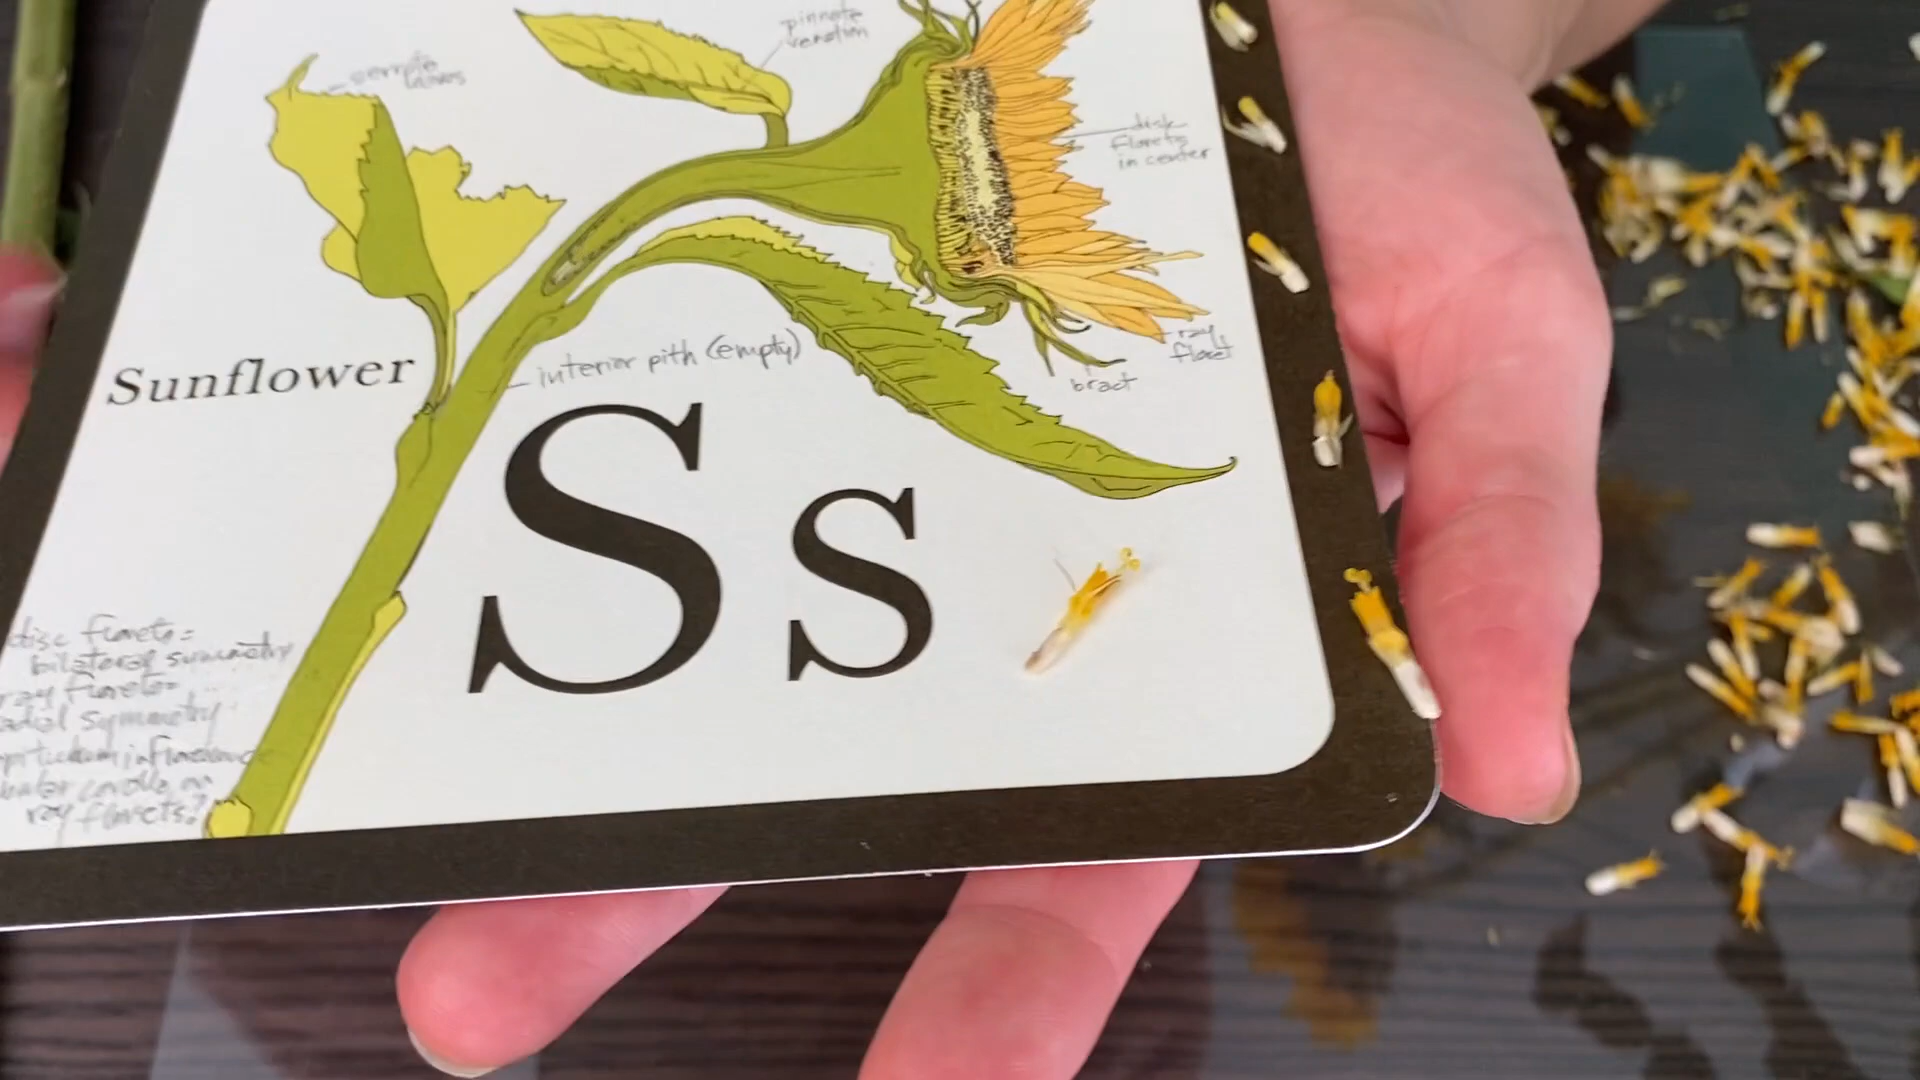 pinnate
venation
serrate
leaves
disk
florets
in center
ray
floret
bract
Sunflower
interior pith (empty)
S s
disc florets =
bilateral symmetry
ray florets =
radial symmetry
ray florets?